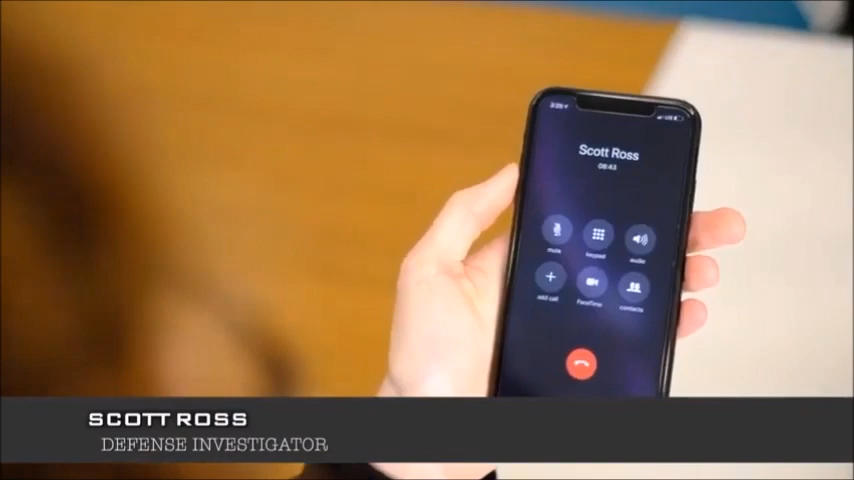 Scott Ross
08:43
mute
keypad
audio
add call
FaceTime
contacts
SCOTT ROSS
DEFENSE INVESTIGATOR